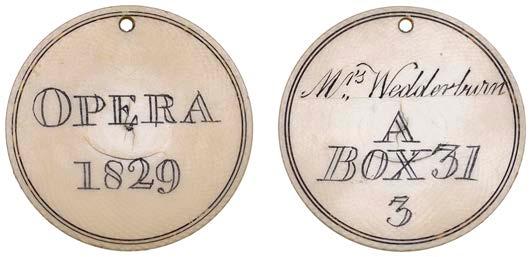 OPERA
1829
Mrs Wedderburn
A
BOX 31
3